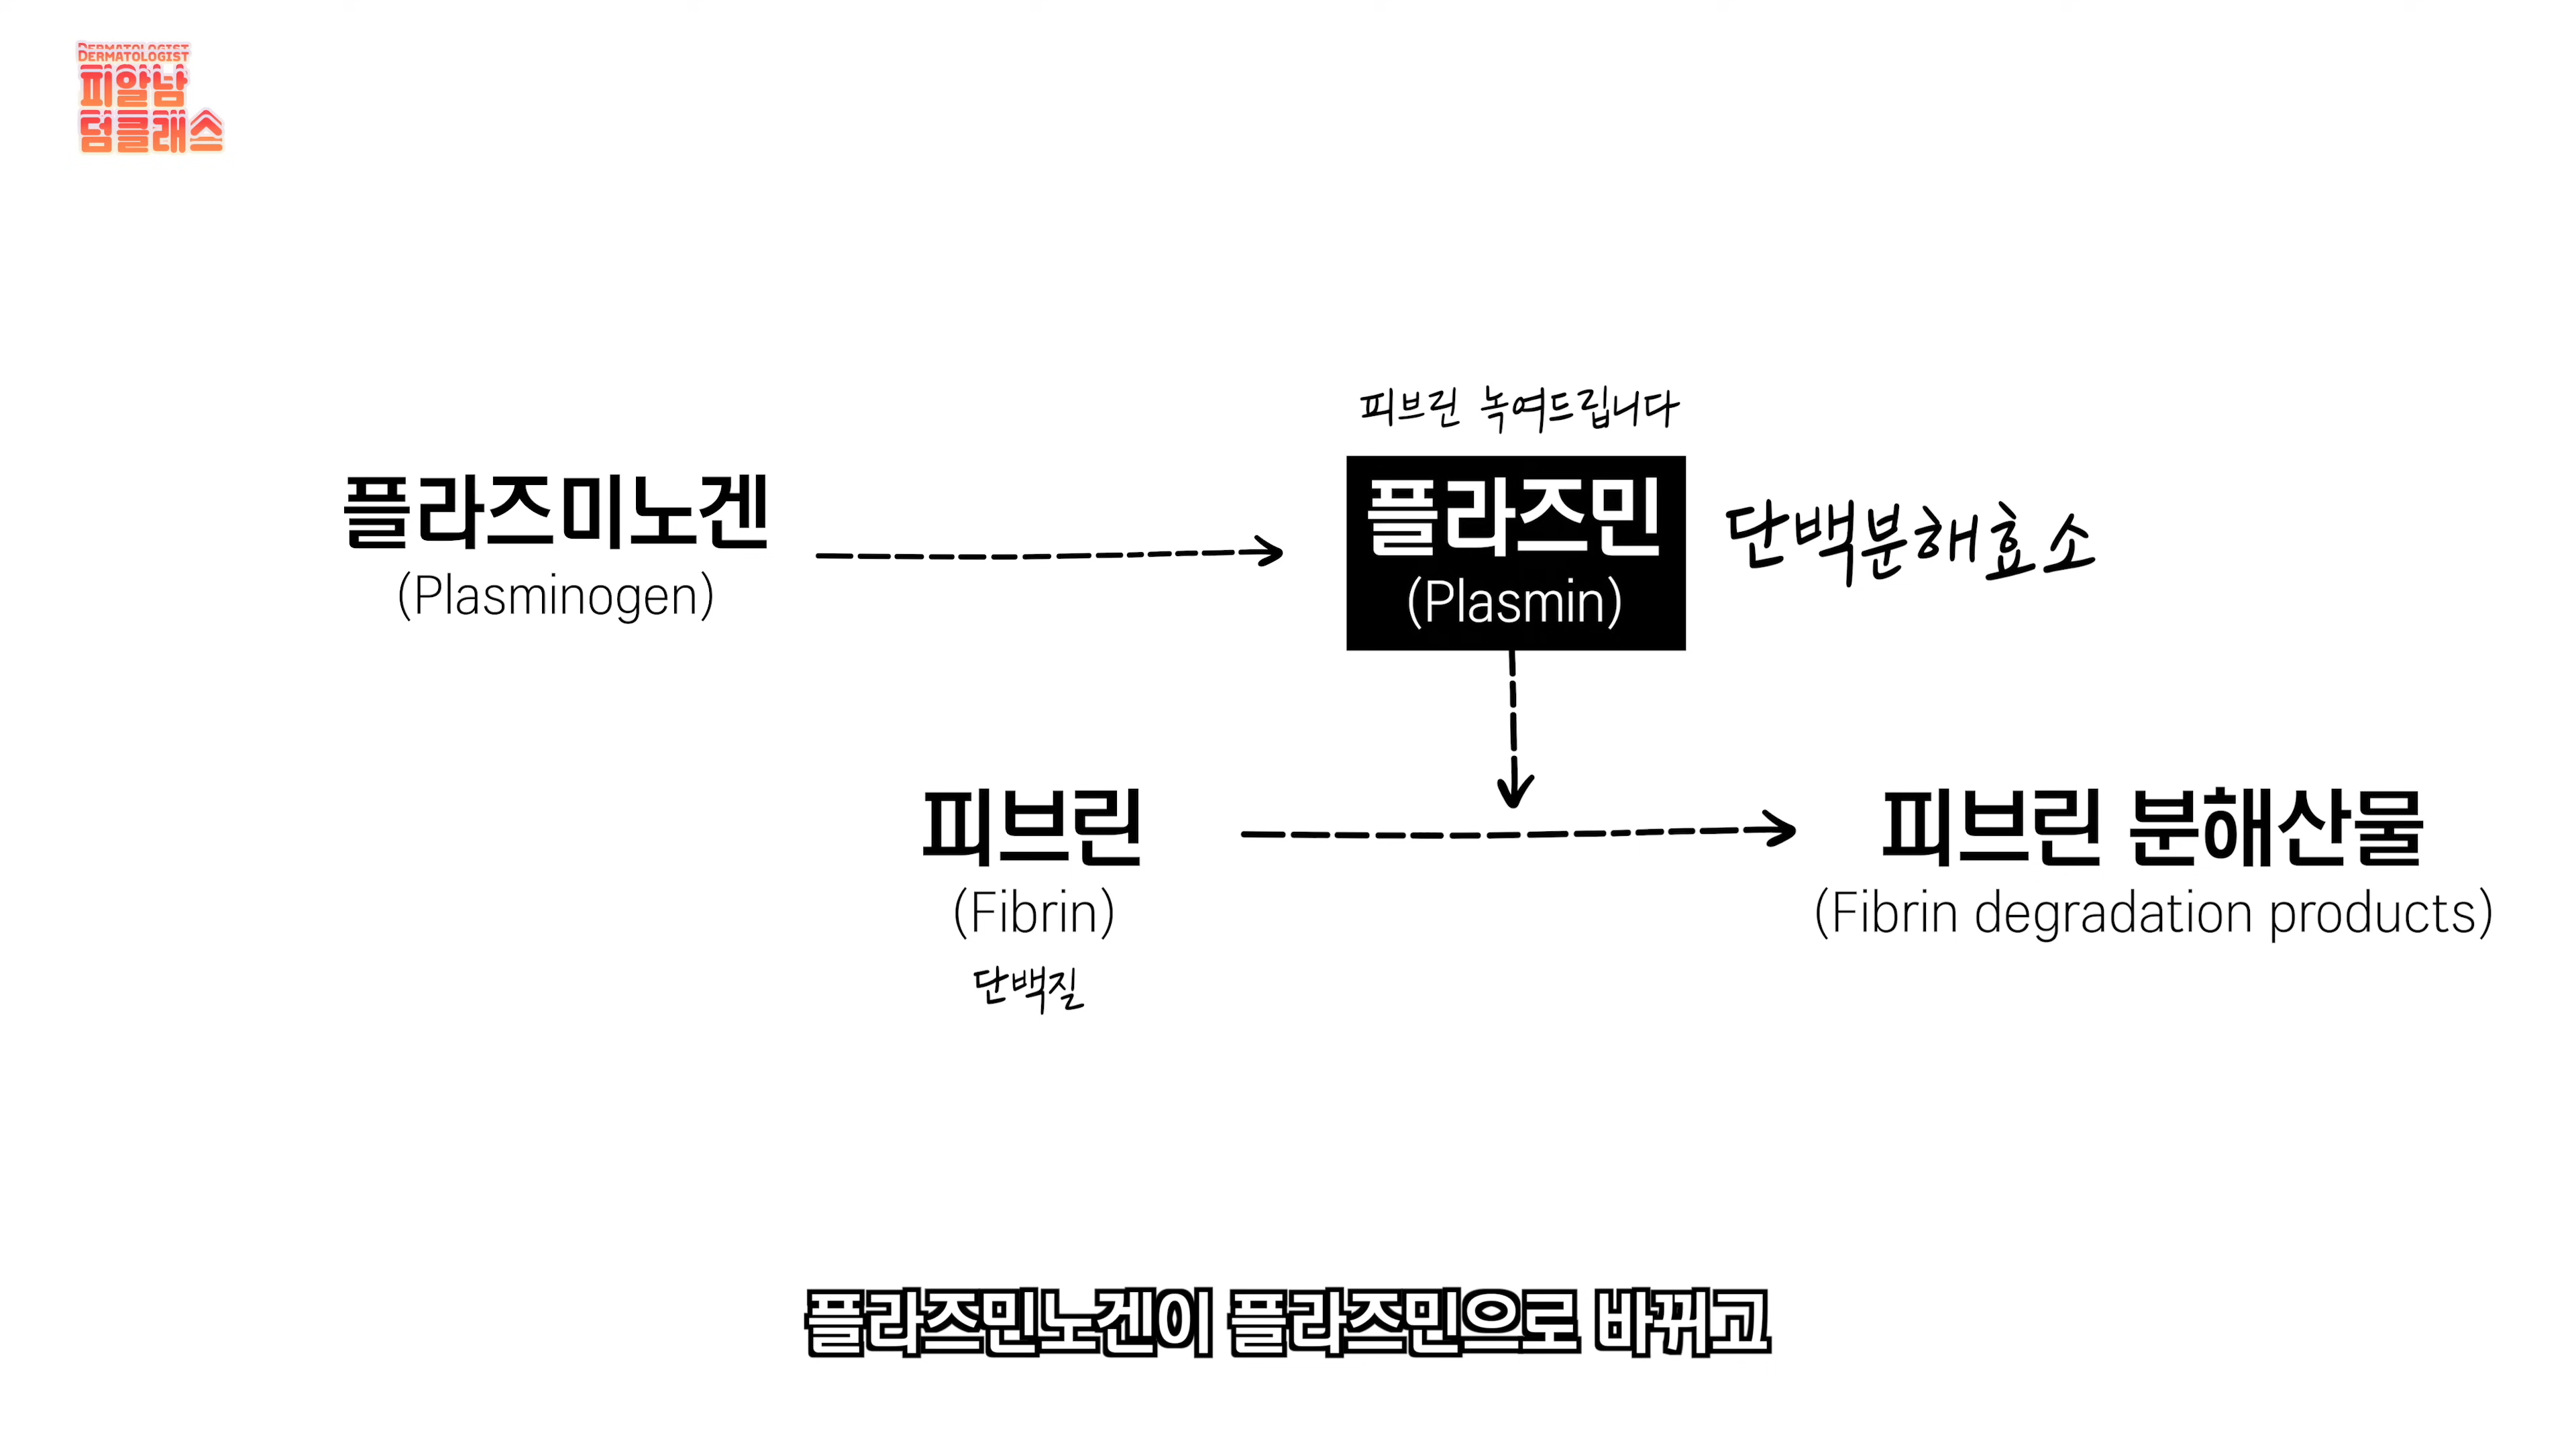 DERMATOLOGIST
DERMATOLOGIST
피알남
덤클래스
피브린 녹여드립니다
플라즈미노겐
(Plasminogen)
플라즈민
(Plasmin)
단백분해효소
피브린
(Fibrin)
단백질
피브린 분해산물
(Fibrin degradation products)
플라즈민노겐이 플라즈민으로 바뀌고